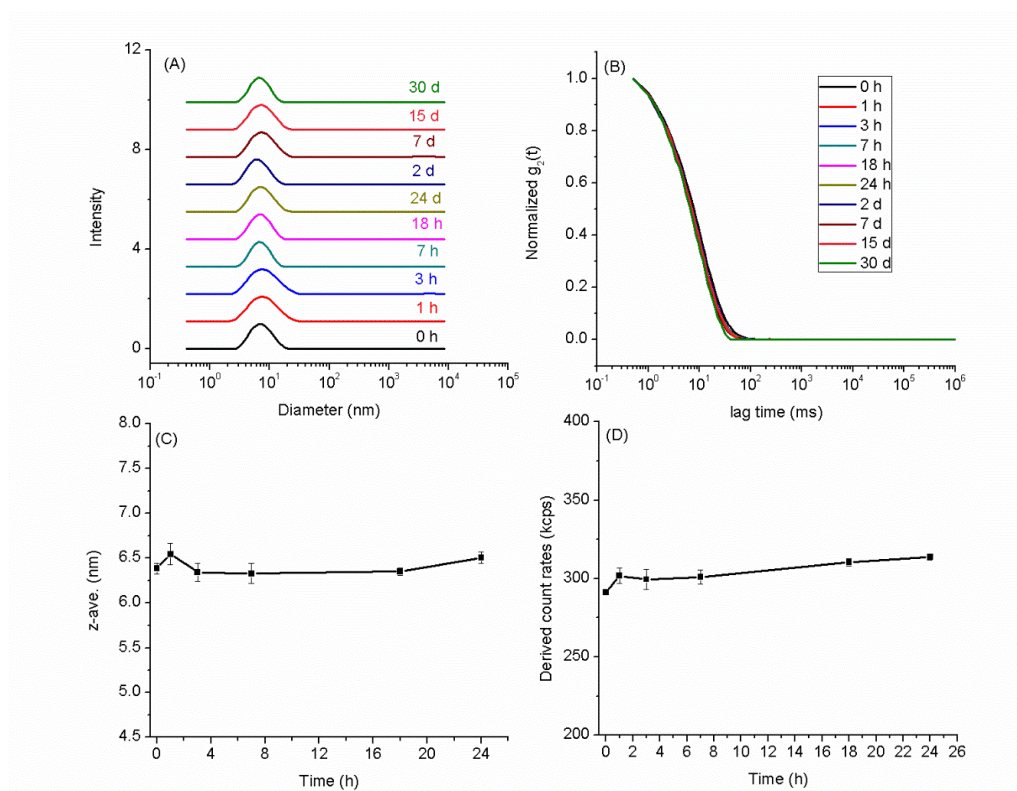 (A)
12
8
4
0
Intensity
30 d
15 d
7 d
2 d
24 d
18 h
7 h
3 h
1 h
0 h
10^-1 10^0 10^1 10^2 10^3 10^4 10^5
Diameter (nm)
(B)
1.0
0.8
0.6
0.4
0.2
0.0
Normalized g2(t)
0 h
1 h
3 h
7 h
18 h
24 h
2 d
7 d
15 d
30 d
10^-1 10^0 10^1 10^2 10^3 10^4 10^5 10^6
lag time (ms)
(C)
8.0
7.5
7.0
6.5
6.0
5.5
5.0
4.5
z-ave. (nm)
0 4 8 12 16 20 24
Time (h)
(D)
400
350
300
250
200
Derived count rates (kcps)
0 2 4 6 8 10 12 14 16 18 20 22 24 26
Time (h)